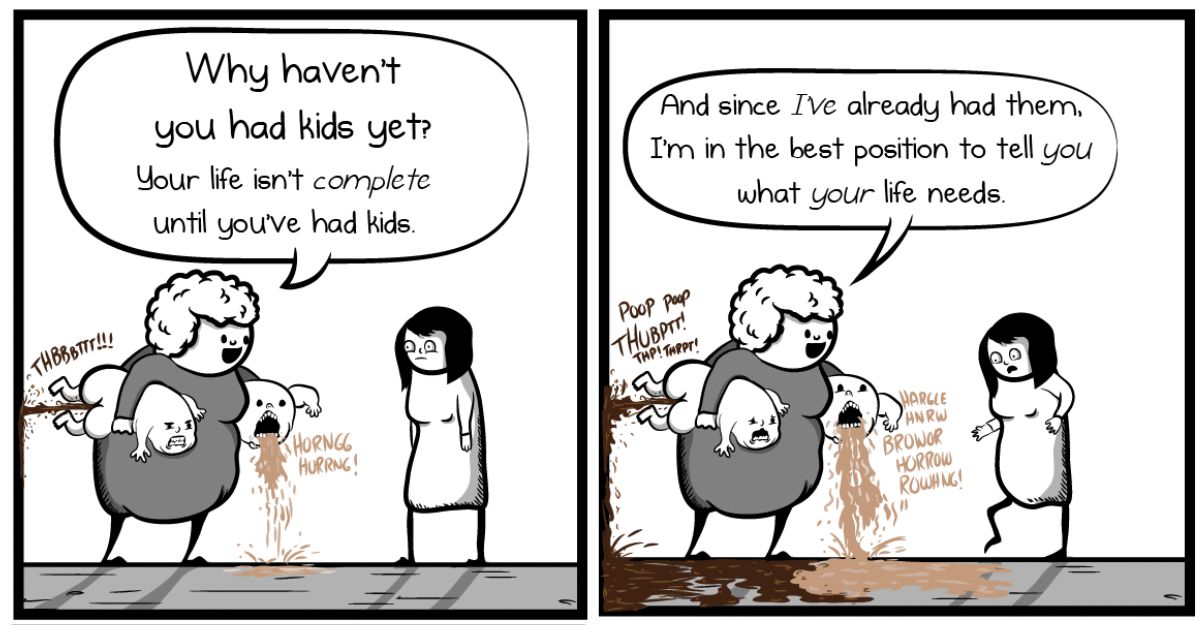 Why haven't
you had kids yet?
Your life isn't complete
until you've had kids.
THBBBTTT!!!
HORNGG
HURRNG!
And since I've already had them,
I'm in the best position to tell you
what your life needs.
POOP POOP
THUBPTT!
THP! THRPT!
HARGLE
HNRW
BROWOR
HORROW
ROWHNG!